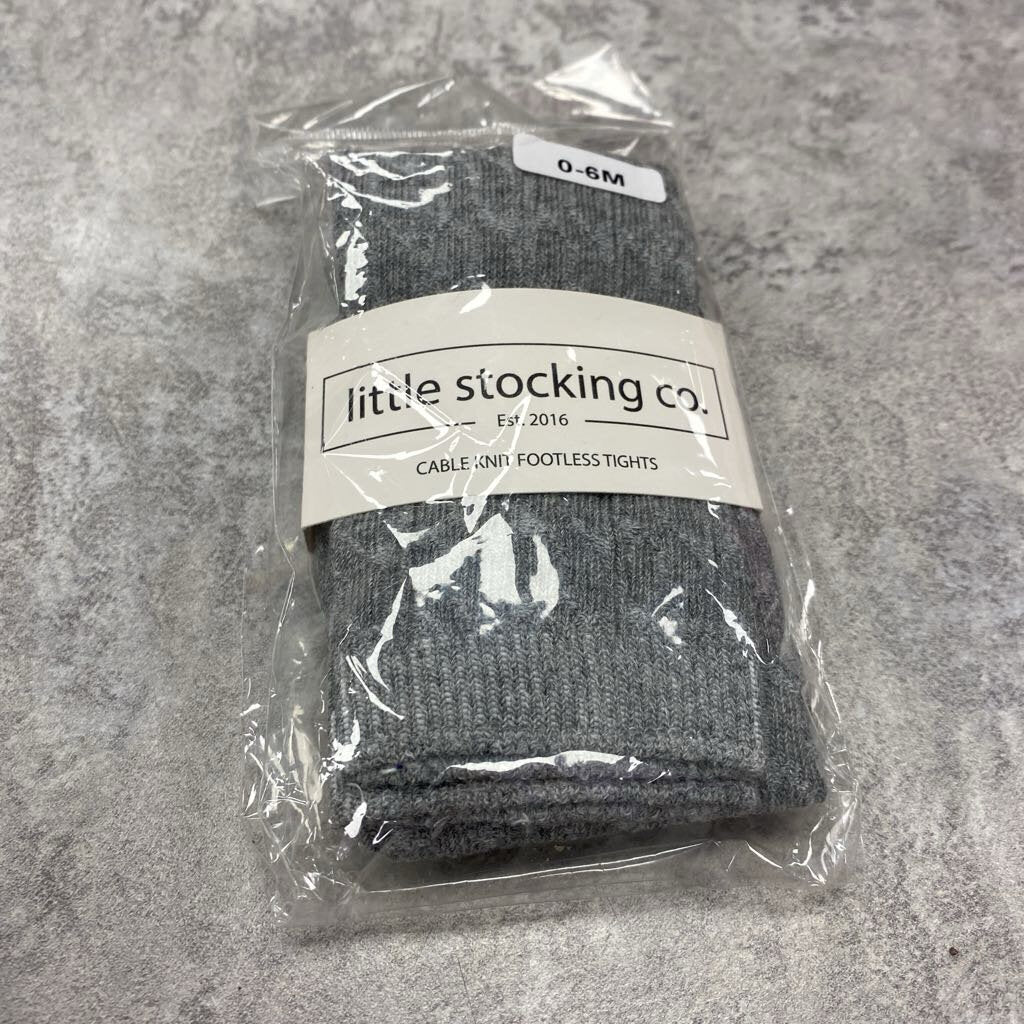 0-6M
little stocking co.
Est. 2016
CABLE KNIT FOOTLESS TIGHTS